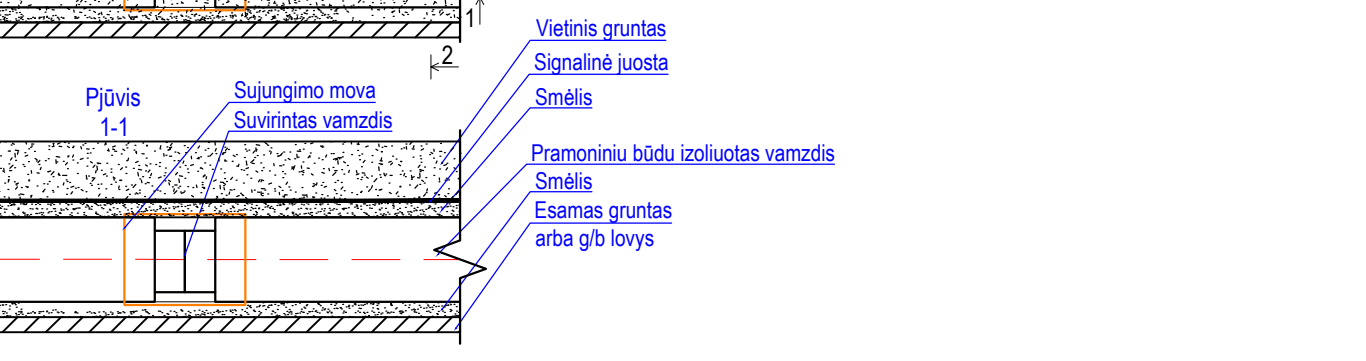 1
2
Vietinis gruntas
Signalinė juosta
Smėlis
Pjūvis
1-1
Sujungimo mova
Suvirintas vamzdis
Pramoniniu būdu izoliuotas vamzdis
Smėlis
Esamas gruntas
arba g/b lovys